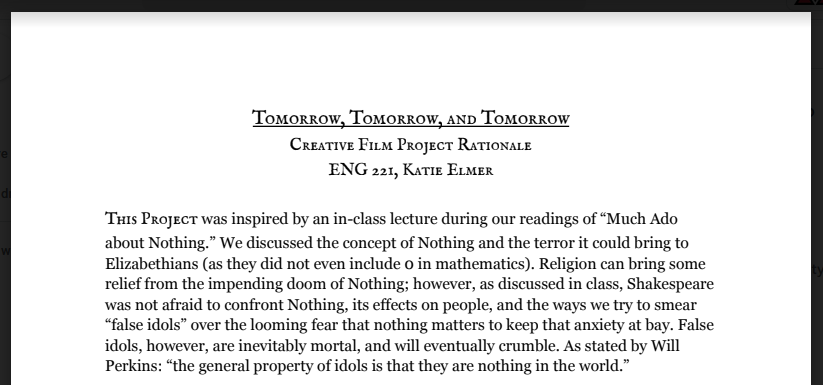 Tomorrow, Tomorrow, and Tomorrow
Creative Film Project Rationale
ENG 221, Katie Elmer
This Project was inspired by an in-class lecture during our readings of “Much Ado
about Nothing.” We discussed the concept of Nothing and the terror it could bring to
Elizabethians (as they did not even include 0 in mathematics). Religion can bring some
relief from the impending doom of Nothing; however, as discussed in class, Shakespeare
was not afraid to confront Nothing, its effects on people, and the ways we try to smear
“false idols” over the looming fear that nothing matters to keep that anxiety at bay. False
idols, however, are inevitably mortal, and will eventually crumble. As stated by Will
Perkins: “the general property of idols is that they are nothing in the world.”